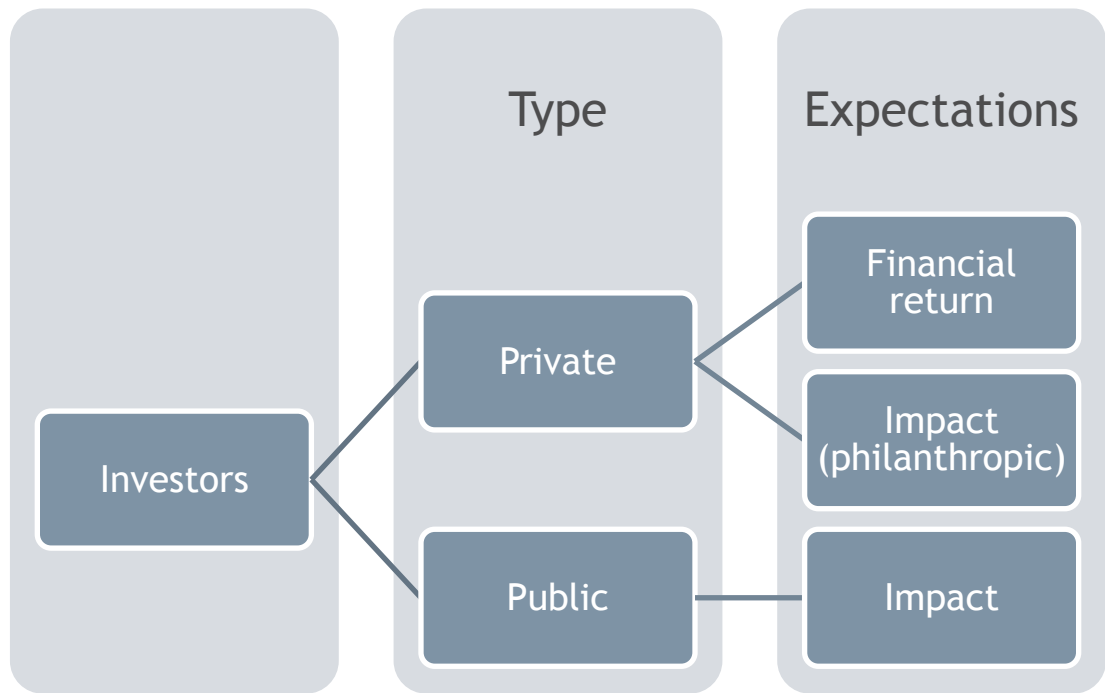 Type
Expectations
Financial
return
Private
Impact
(philanthropic)
Investors
Public
Impact